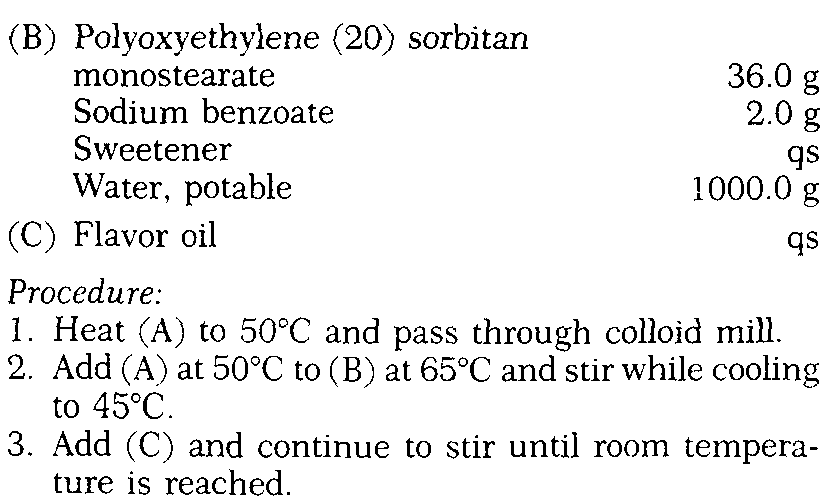 (B) Polyoxyethylene (20) sorbitan
monostearate 36.0 g
Sodium benzoate 2.0 g
Sweetener qs
Water, potable 1000.0 g
(C) Flavor oil qs
Procedure:
1. Heat (A) to 50°C and pass through colloid mill.
2. Add (A) at 50°C to (B) at 65°C and stir while cooling
to 45°C.
3. Add (C) and continue to stir until room tempera-
ture is reached.